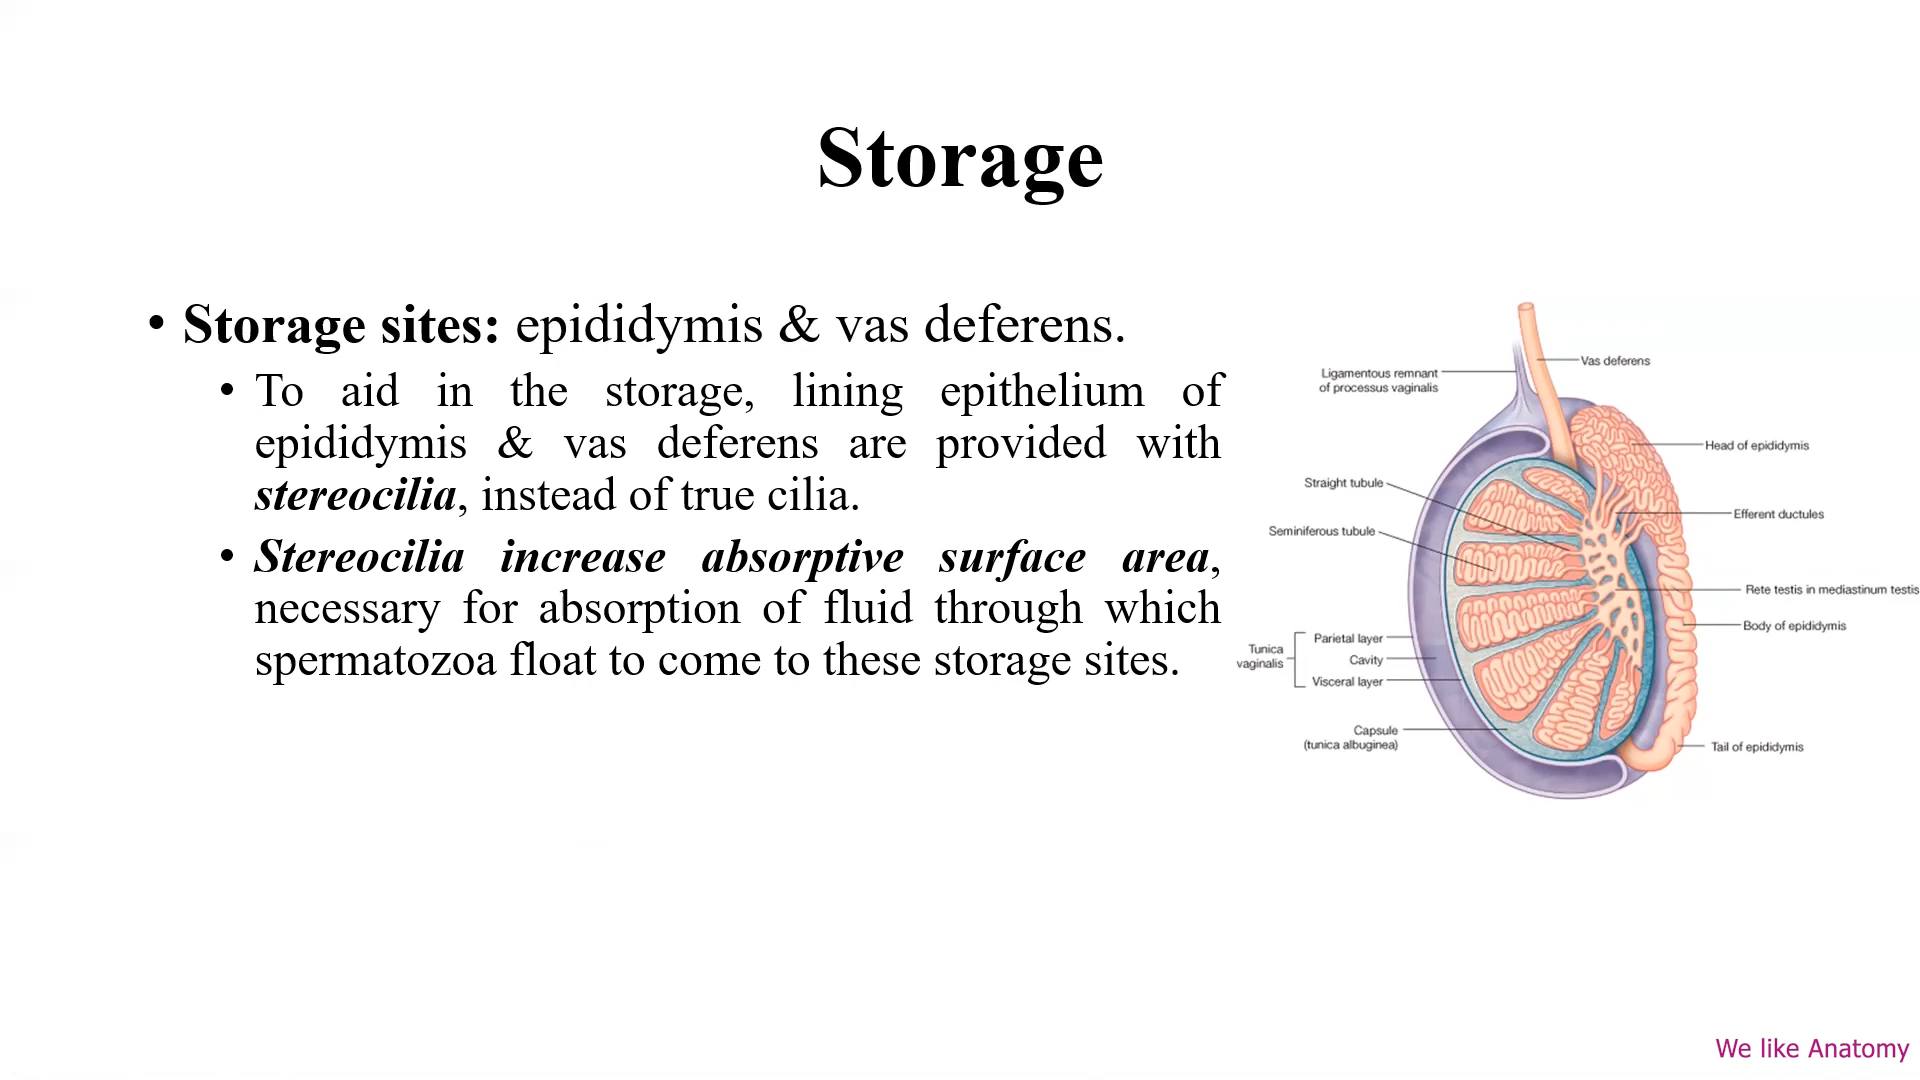 Storage
• Storage sites: epididymis & vas deferens.
• To aid in the storage, lining epithelium of
epididymis & vas deferens are provided with
stereocilia, instead of true cilia.
• Stereocilia increase absorptive surface area,
necessary for absorption of fluid through which
spermatozoa float to come to these storage sites.
Vas deferens
Ligamentous remnant
of processus vaginalis
Head of epididymis
Straight tubule
Efferent ductules
Seminiferous tubule
Rete testis in mediastinum testis
Body of epididymis
Tunica
vaginalis
Parietal layer
Cavity
Visceral layer
Capsule
(tunica albuginea)
Tail of epididymis
We like Anatomy